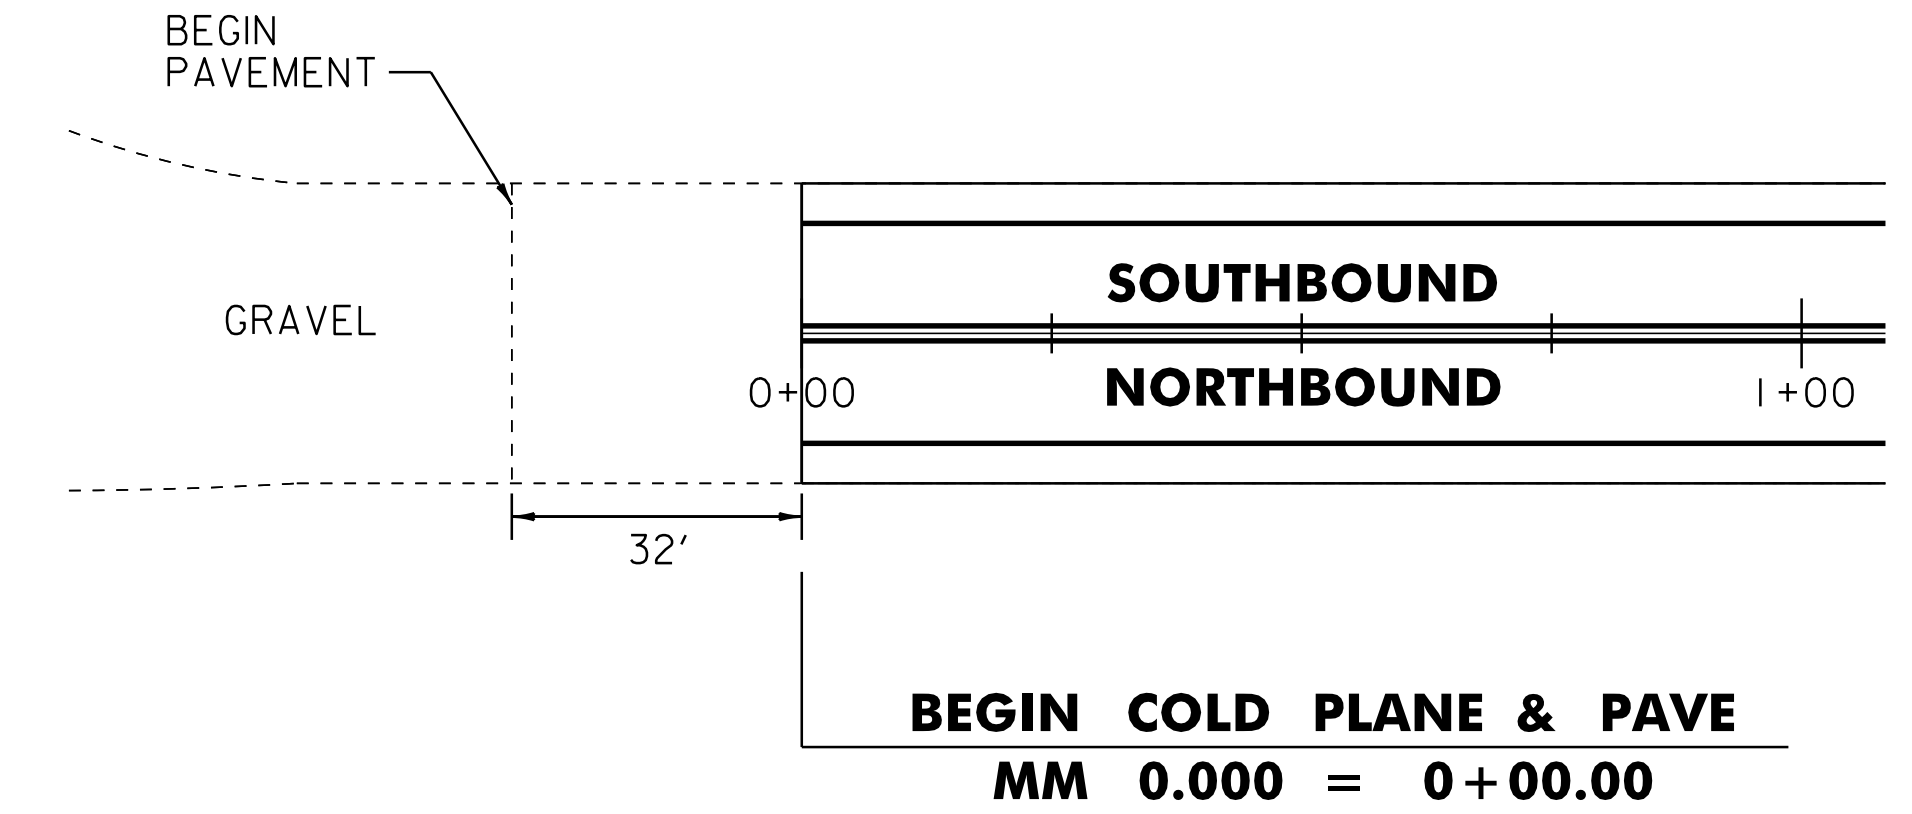 BEGIN
PAVEMENT
GRAVEL
SOUTHBOUND
NORTHBOUND
0+00
1+00
32'
BEGIN COLD PLANE & PAVE
MM 0.000 = 0+00.00